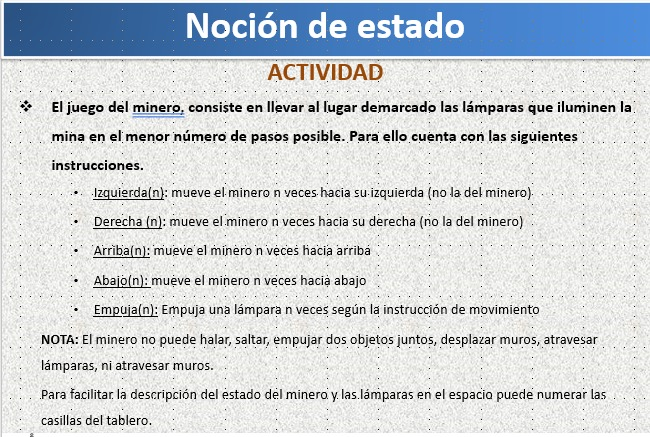 Noción de estado
ACTIVIDAD
❖ El juego del minero, consiste en llevar al lugar demarcado las lámparas que iluminen la
mina en el menor número de pasos posible. Para ello cuenta con las siguientes
instrucciones.
• Izquierda(n): mueve el minero n veces hacia su izquierda (no la del minero)
• Derecha (n): mueve el minero n veces hacia su derecha (no la del minero)
• Arriba(n): mueve el minero n veces hacia arriba
• Abajo(n): mueve el minero n veces hacia abajo
• Empuja(n): Empuja una lámpara n veces según la instrucción de movimiento
NOTA: El minero no puede halar, saltar, empujar dos objetos juntos, desplazar muros, atravesar
lámparas, ni atravesar muros.
Para facilitar la descripción del estado del minero y las lámparas en el espacio puede numerar las
casillas del tablero.